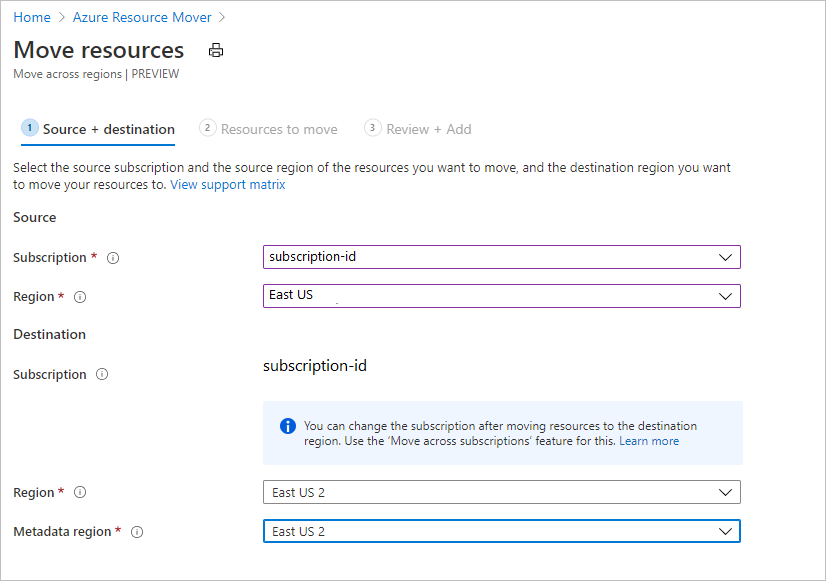 Home > Azure Resource Mover >
Move resources
Move across regions | PREVIEW
1 Source + destination 2 Resources to move 3 Review + Add
Select the source subscription and the source region of the resources you want to move, and the destination region you want
to move your resources to. View support matrix
Source
Subscription * subscription-id
Region * East US
Destination
subscription-id
Subscription
You can change the subscription after moving resources to the destination
region. Use the 'Move across subscriptions' feature for this. Learn more
Region * East US 2
Metadata region * East US 2